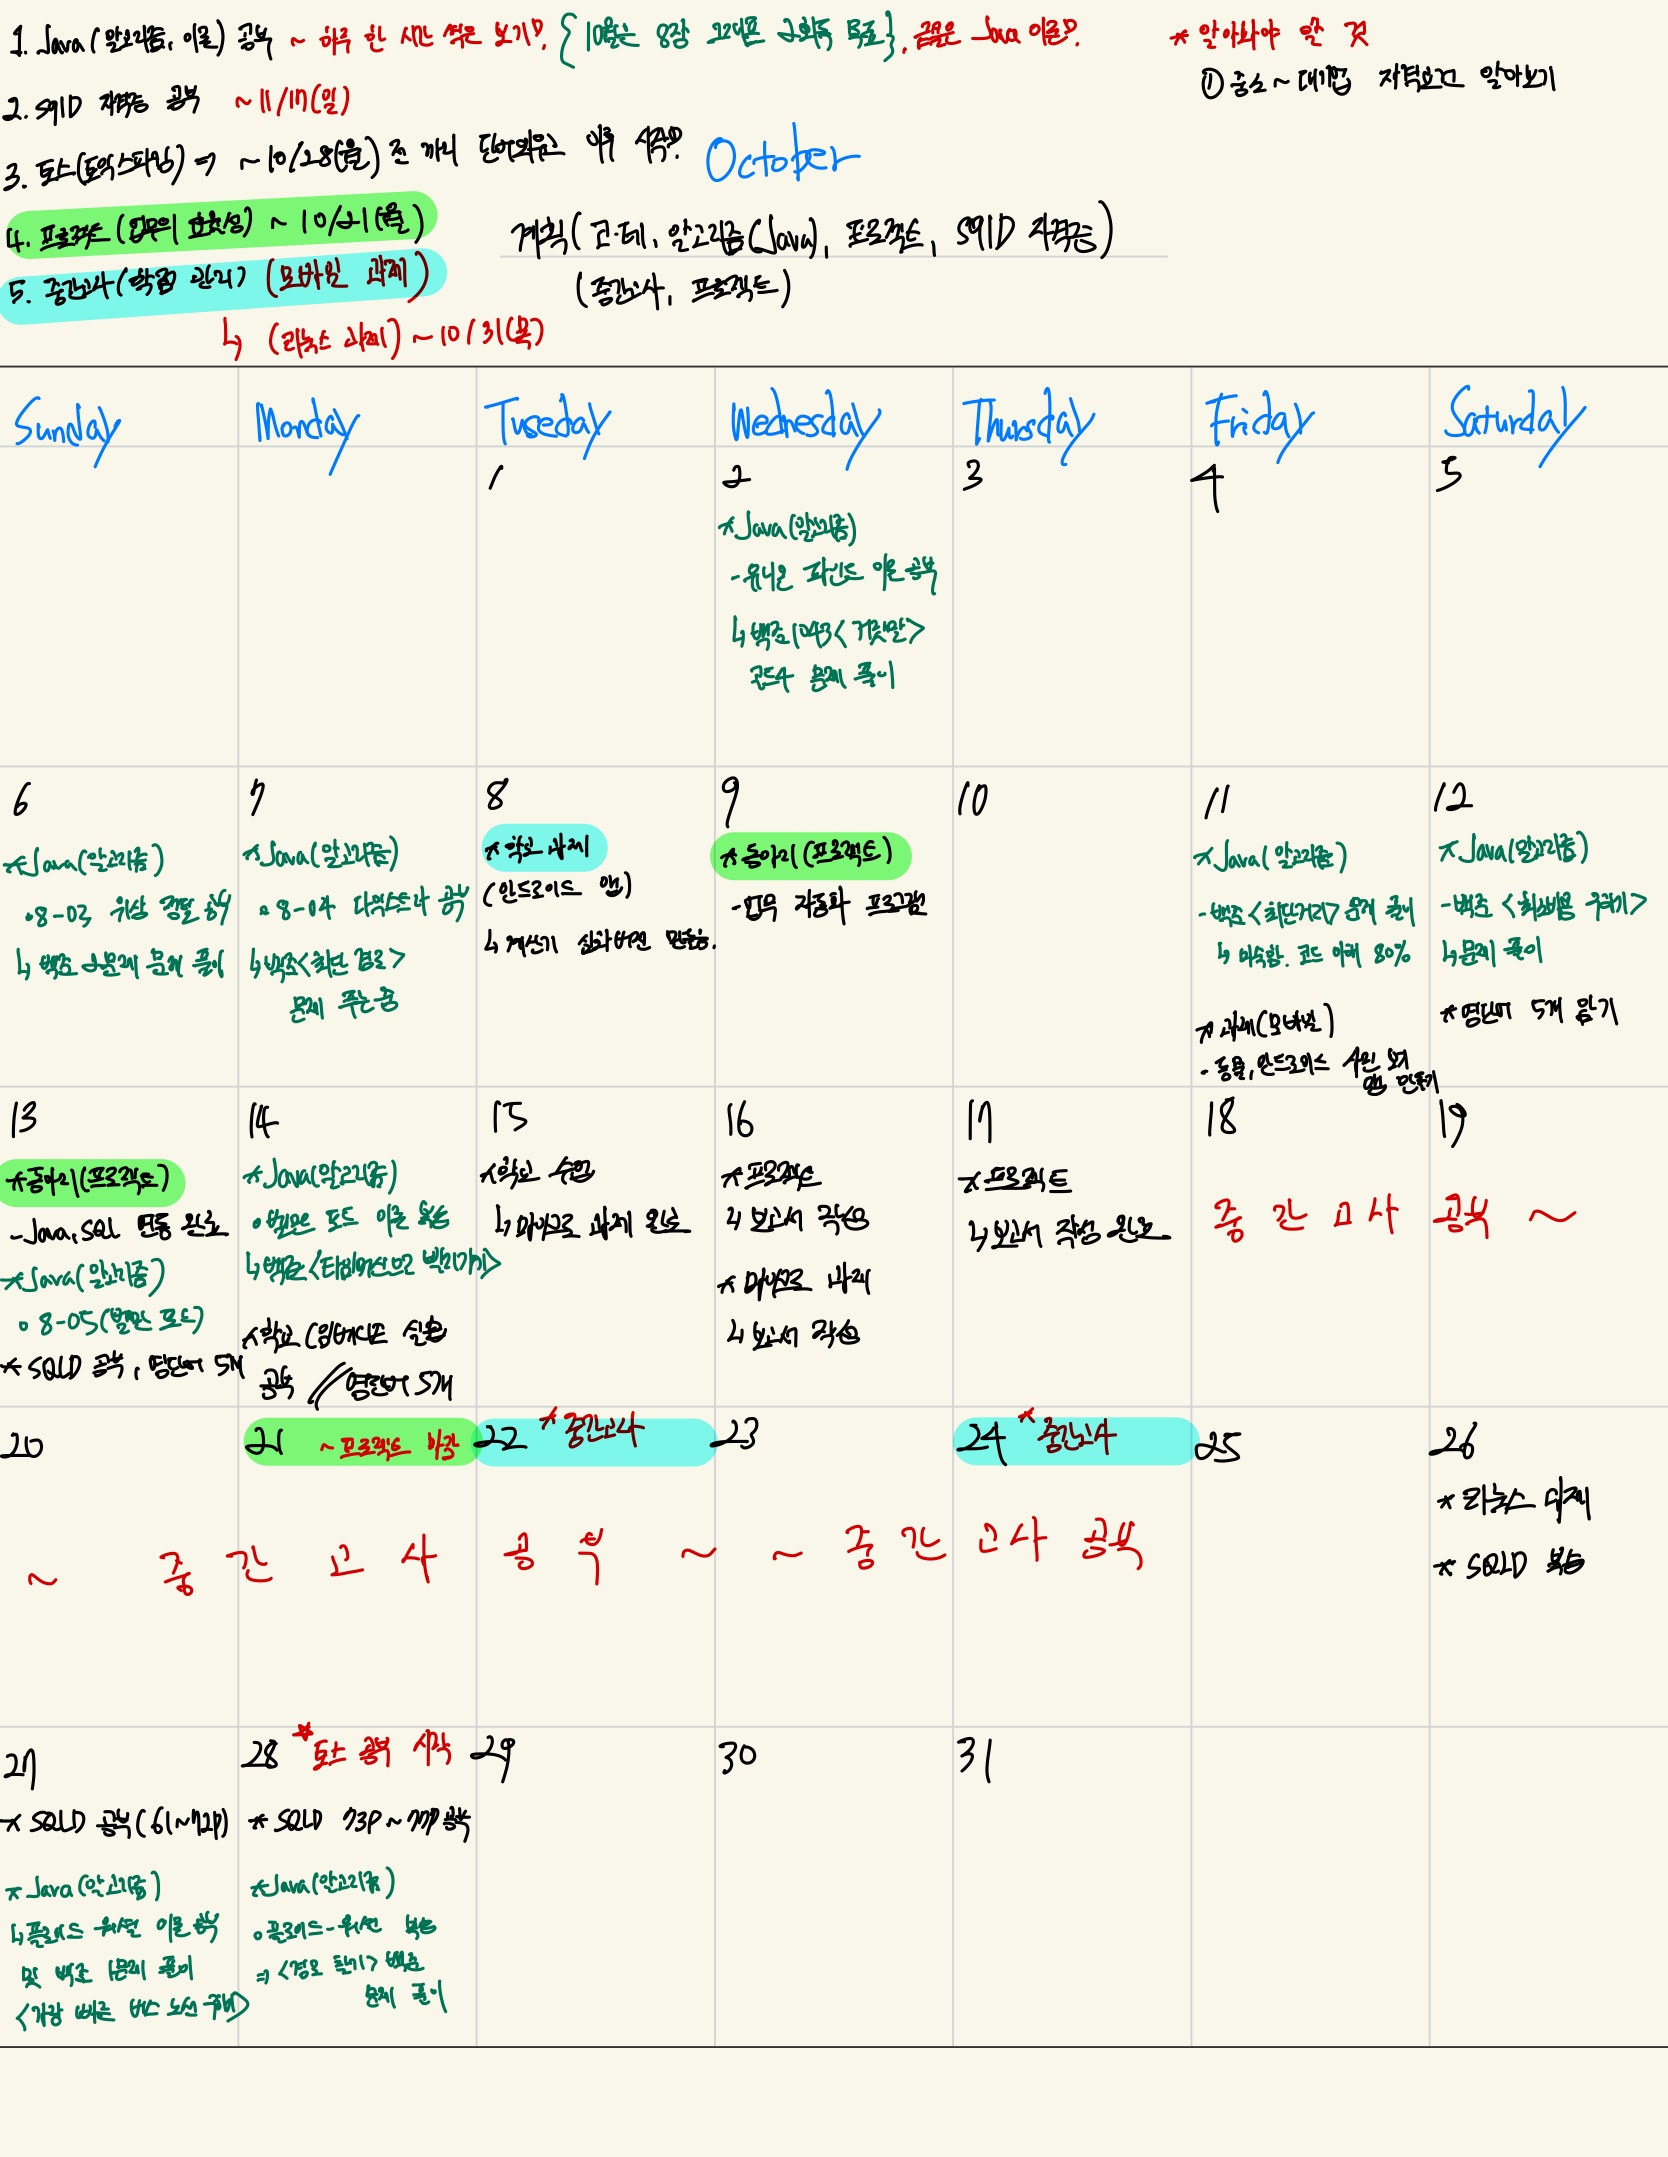 1. Java(알고리즘, 이론) 공부 ~ 하루 한 시간 씩은 보기!, {10월은 8장 그래프 2회독 목표}, 금요은 Java 이론?
* 알아와야 할 것
① 중소~대기업 자격요건 알아보기
2. SQLD 자격증 공부 ~11/17(일)
3. 토스(토익스피킹) ⇒ ~10/28(월) 전 까지 단어외우고 이후 시작?
October
4. 프로젝트 (업무의 효율성) ~ 10/21(월)
계획(코·테, 알고리즘(Java), 프로젝트, SQLD 자격증)
5. 중간고사(학점 관리) (모바일 과제)
(중간고사, 프로젝트)
↳ (리눅스 과제) ~10/31(목)
Sunday Monday Tuseday Wednesday Thursday Friday Saturday
1 2 3 4 5
*Java(알고리즘)
-유니온 파인드 이론 공부
↳백준1043<거짓말>
코드4 문제 풀이
6
*Java(알고리즘)
∘8-03 위상 정렬 공부
↳ 백준 2문제 문제 풀이
7
*Java(알고리즘)
∘8-04 다익스트라 공부
↳백준<최단 경로>
문제 푸는중
8
*학교 과제
(안드로이드 앱)
↳계산기 심화버전 만듦.
9
*동아리(프로젝트)
-업무 자동화 프로그램
10
11
*Java(알고리즘)
-백준<최단거리> 문제 풀이
↳ 미숙함. 코드 이해 80%
*과제(모바일)
-동물, 안드로이드 사진 보기
앱 만들기
12
*Java(알고리즘)
-백준 <최소비용 구하기>
↳문제 풀이
*영단어 5개 암기
13
*동아리(프로젝트)
-Java, SQL 연동 완료
*Java(알고리즘)
∘8-05(벨만 포드)
*SQLD 공부, 영단어 5개
14
*Java(알고리즘)
∘벨만 포드 이론 복습
↳백준<타임머신으로 빨리가기>
*학교(임베디드 실습
공부 // 영단어 5개
15
*학교 수업
↳마이크로 과제 완료
16
*프로젝트
↳보고서 작성
*마이크로 과제
↳보고서 작성
17
*프로젝트
↳보고서 작성 완료
18 19
중간고사 공부 ~
20
21 ~프로젝트 마감
22 *중간고사
23
24 *중간고사
25
26
~ 중간고사 공부 ~ ~ 중간고사 공부
*리눅스 과제
*SQLD 복습
27
*SQLD 공부(61~72p)
*Java(알고리즘)
↳플로이드 워셜 이론 공부
및 백준 1문제 풀이
<가장 빠른 버스 노선 구하기>
28 *토스 공부 시작
*SQLD 73p~77p공부
*Java(알고리즘)
∘플로이드-워셜 복습
⇒<경로 찾기> 백준
문제 풀이
29 30 31